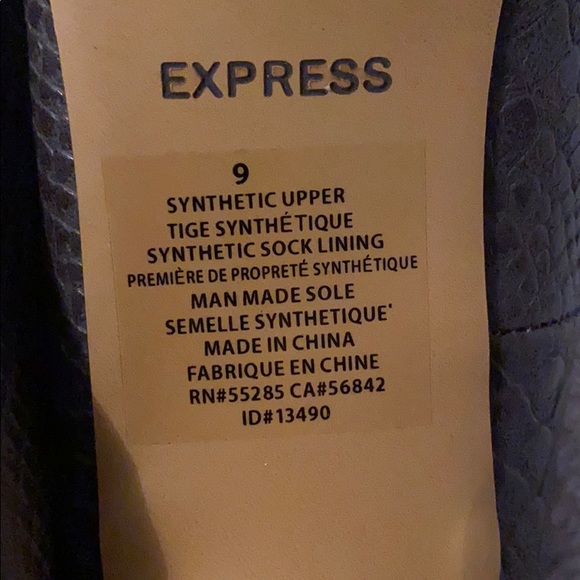 EXPRESS
9
SYNTHETIC UPPER
TIGE SYNTHÉTIQUE
SYNTHETIC SOCK LINING
PREMIÈRE DE PROPRETÉ SYNTHÉTIQUE
MAN MADE SOLE
SEMELLE SYNTHETIQUE'
MADE IN CHINA
FABRIQUE EN CHINE
RN#55285 CA#56842
ID#13490